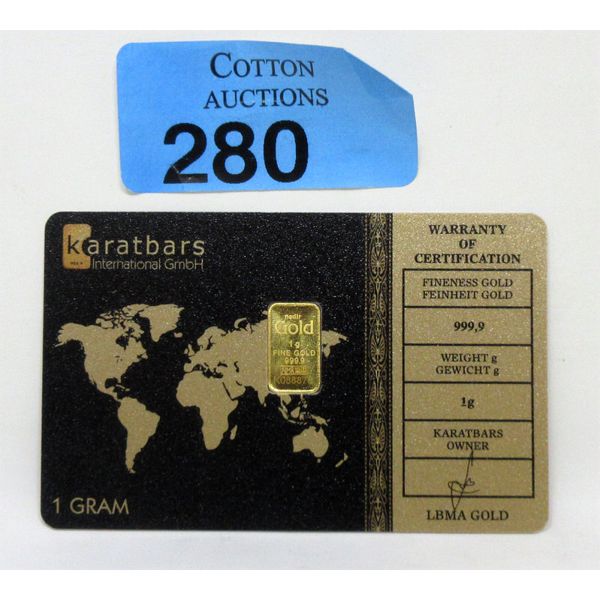 COTTON
AUCTIONS
280
karatbars
International GmbH
1 GRAM
nadir
Gold
1 g
FINE GOLD
999.9
WARRANTY
OF
CERTIFICATION
FINENESS GOLD
FEINHEIT GOLD
999,9
WEIGHT g
GEWICHT g
1g
KARATBARS
OWNER
LBMA GOLD